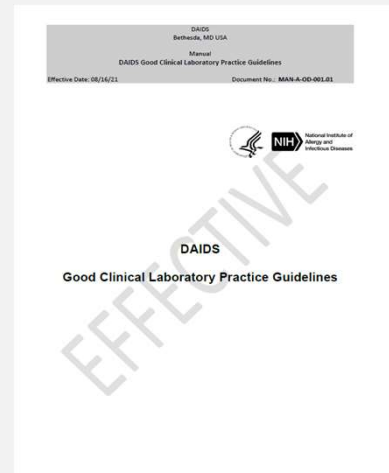 DAIDS
Bethesda, MD USA
Manual
DAIDS Good Clinical Laboratory Practice Guidelines
Effective Date: 08/16/21 Document No.: MAN-A-OD-001.01
NIH National Institute of
Allergy and
Infectious Diseases
DAIDS
Good Clinical Laboratory Practice Guidelines
EFFECTIVE